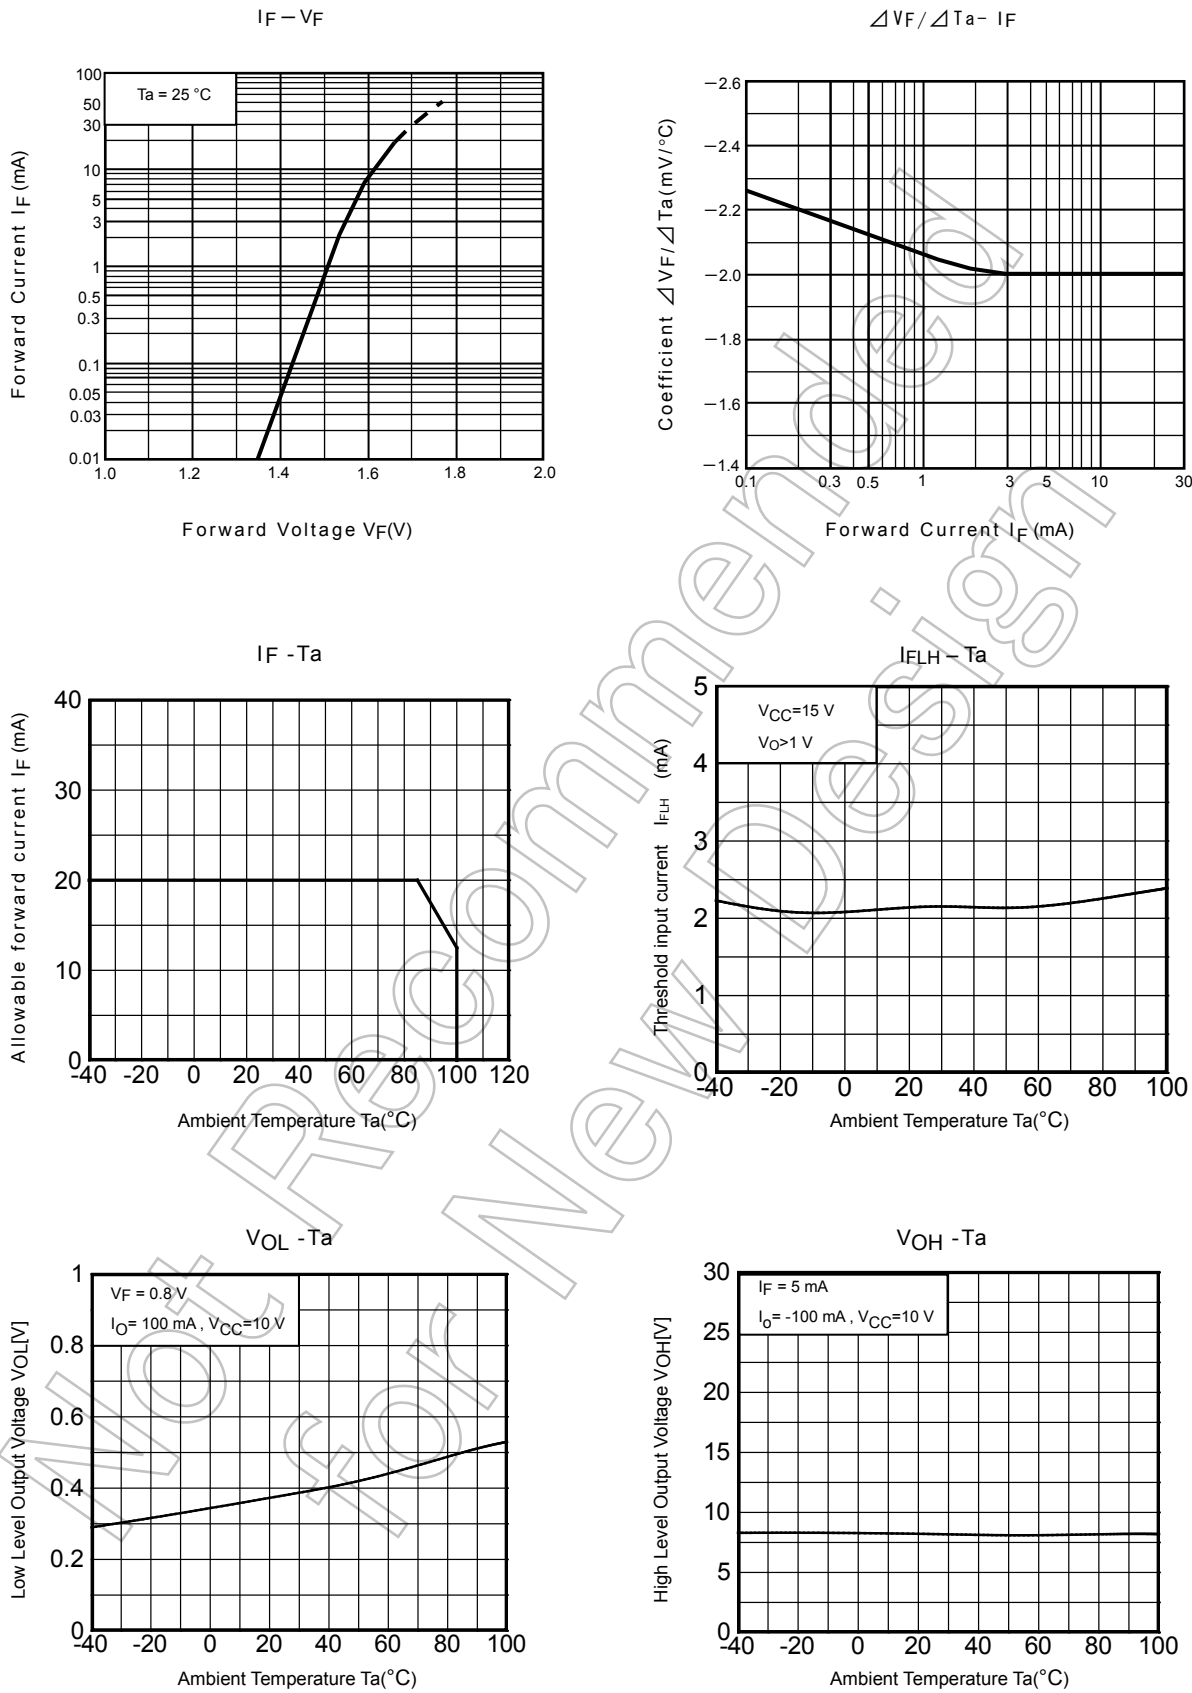 IF – VF
Ta = 25 °C
100
50
30
10
5
3
1
0.5
0.3
0.1
0.05
0.03
0.01
1.0 1.2 1.4 1.6 1.8 2.0
Forward Current IF (mA)
Forward Voltage VF(V)
⊿VF/⊿Ta- IF
−2.6
−2.4
−2.2
−2.0
−1.8
−1.6
−1.4
0.1 0.3 0.5 1 3 5 10 30
Coefficient ⊿VF/⊿Ta(mV/°C)
Forward Current IF (mA)
IF -Ta
40
30
20
10
0
-40 -20 0 20 40 60 80 100 120
Allowable forward current IF (mA)
Ambient Temperature Ta(°C)
IFLH – Ta
VCC=15 V
VO>1 V
5
4
3
2
1
0
-40 -20 0 20 40 60 80 100
Threshold input current IFLH (mA)
Ambient Temperature Ta(°C)
VOL -Ta
VF = 0.8 V
IO= 100 mA , VCC=10 V
1
0.8
0.6
0.4
0.2
0
-40 -20 0 20 40 60 80 100
Low Level Output Voltage VOL[V]
Ambient Temperature Ta(°C)
VOH -Ta
IF = 5 mA
Io= -100 mA , VCC=10 V
30
25
20
15
10
5
0
-40 -20 0 20 40 60 80 100
High Level Output Voltage VOH[V]
Ambient Temperature Ta(°C)
Not Recommended
for New Design